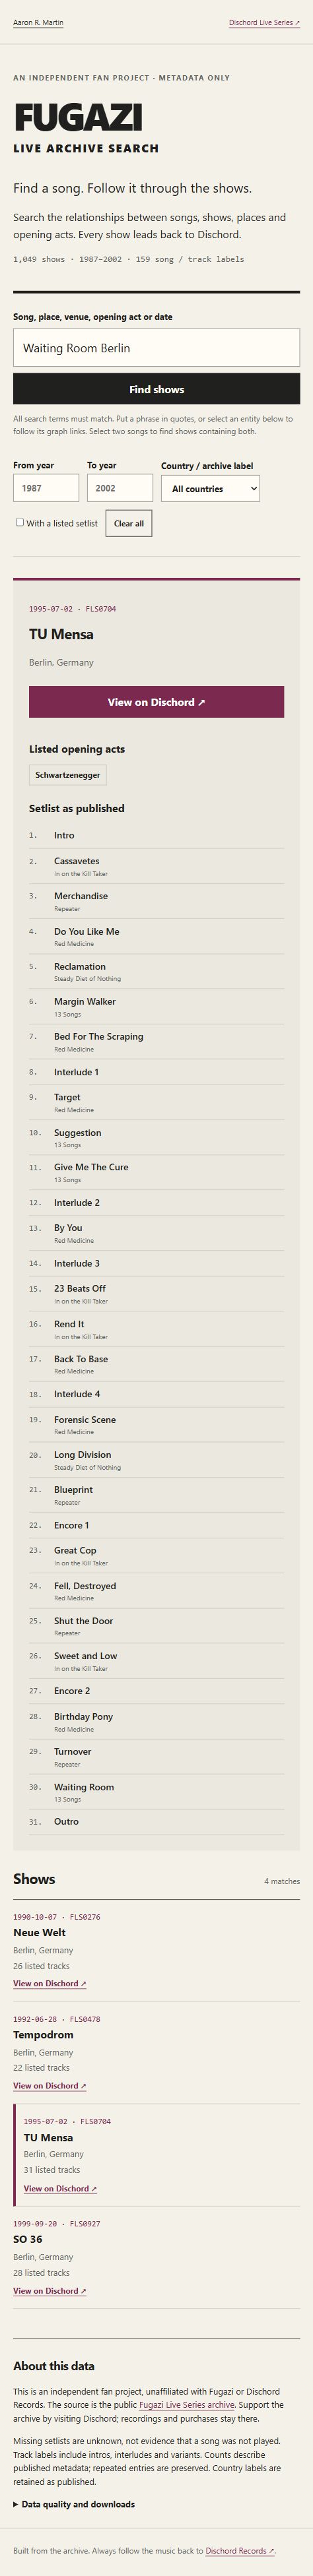 Aaron R. Martin
Dischord Live Series ↗
AN INDEPENDENT FAN PROJECT · METADATA ONLY
FUGAZI
LIVE ARCHIVE SEARCH
Find a song. Follow it through the shows.
Search the relationships between songs, shows, places and
opening acts. Every show leads back to Dischord.
1,049 shows · 1987–2002 · 159 song / track labels
Song, place, venue, opening act or date
Waiting Room Berlin
Find shows
All search terms must match. Put a phrase in quotes, or select an entity below to
follow its graph links. Select two songs to find shows containing both.
From year
To year
Country / archive label
1987
2002
All countries
With a listed setlist
Clear all
1995-07-02 · FLS0704
TU Mensa
Berlin, Germany
View on Dischord ↗
Listed opening acts
Schwartzenegger
Setlist as published
1. Intro
2. Cassavetes
In on the Kill Taker
3. Merchandise
Repeater
4. Do You Like Me
Red Medicine
5. Reclamation
Steady Diet of Nothing
6. Margin Walker
13 Songs
7. Bed For The Scraping
Red Medicine
8. Interlude 1
9. Target
Red Medicine
10. Suggestion
13 Songs
11. Give Me The Cure
13 Songs
12. Interlude 2
13. By You
Red Medicine
14. Interlude 3
15. 23 Beats Off
In on the Kill Taker
16. Rend It
In on the Kill Taker
17. Back To Base
Red Medicine
18. Interlude 4
19. Forensic Scene
Red Medicine
20. Long Division
Steady Diet of Nothing
21. Blueprint
Repeater
22. Encore 1
23. Great Cop
In on the Kill Taker
24. Fell, Destroyed
Red Medicine
25. Shut the Door
Repeater
26. Sweet and Low
In on the Kill Taker
27. Encore 2
28. Birthday Pony
Red Medicine
29. Turnover
Repeater
30. Waiting Room
13 Songs
31. Outro
Shows
4 matches
1990-10-07 · FLS0276
Neue Welt
Berlin, Germany
26 listed tracks
View on Dischord ↗
1992-06-28 · FLS0478
Tempodrom
Berlin, Germany
22 listed tracks
View on Dischord ↗
1995-07-02 · FLS0704
TU Mensa
Berlin, Germany
31 listed tracks
View on Dischord ↗
1999-09-20 · FLS0927
SO 36
Berlin, Germany
28 listed tracks
View on Dischord ↗
About this data
This is an independent fan project, unaffiliated with Fugazi or Dischord
Records. The source is the public Fugazi Live Series archive. Support the
archive by visiting Dischord; recordings and purchases stay there.
Missing setlists are unknown, not evidence that a song was not played.
Track labels include intros, interludes and variants. Counts describe
published metadata; repeated entries are preserved. Country labels are
retained as published.
▶ Data quality and downloads
Built from the archive. Always follow the music back to Dischord Records ↗.